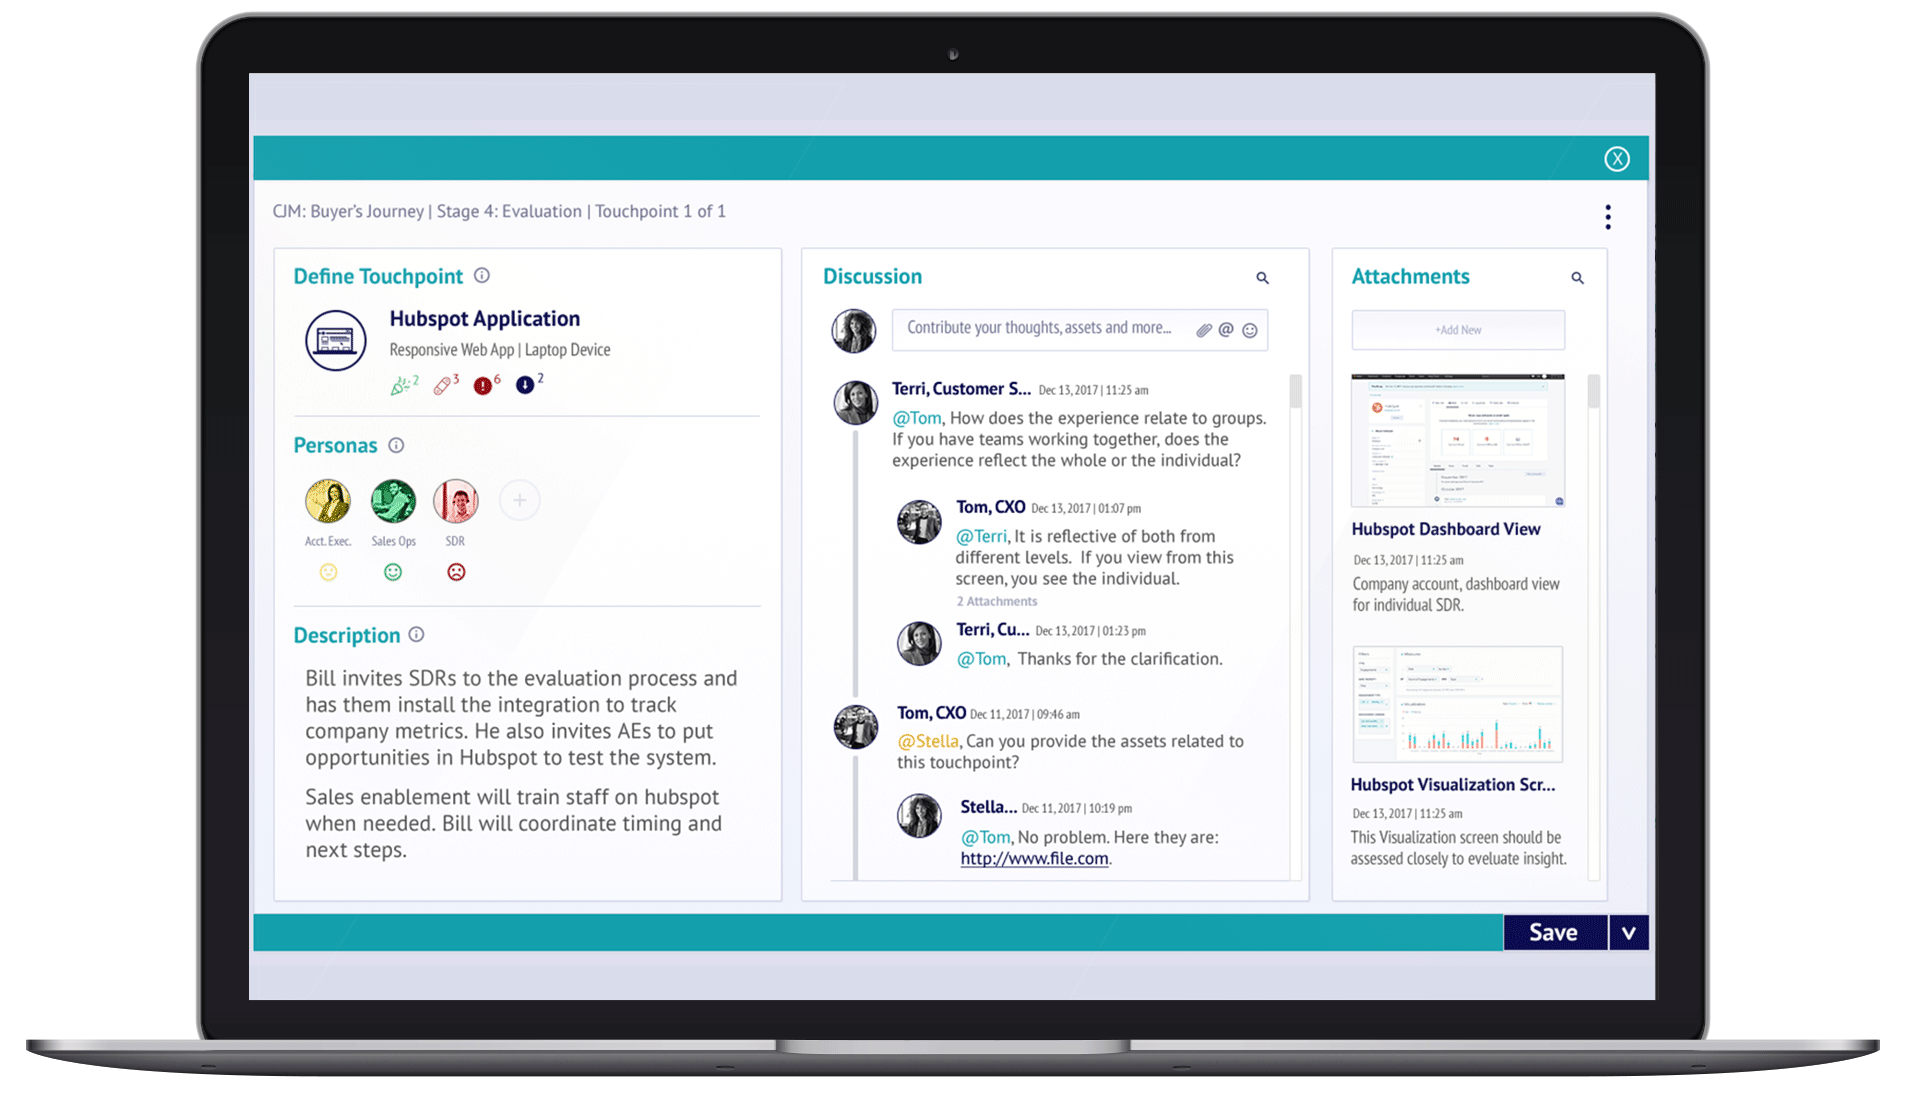 CJM: Buyer's Journey | Stage 4: Evaluation | Touchpoint 1 of 1
Define Touchpoint
Hubspot Application
Responsive Web App | Laptop Device
2 3 6 2
Personas
Acct. Exec. Sales Ops SDR
Description
Bill invites SDRs to the evaluation process and
has them install the integration to track
company metrics. He also invites AEs to put
opportunities in Hubspot to test the system.
Sales enablement will train staff on hubspot
when needed. Bill will coordinate timing and
next steps.
Discussion
Contribute your thoughts, assets and more...
Terri, Customer S... Dec 13, 2017 | 11:25 am
@Tom, How does the experience relate to groups.
If you have teams working together, does the
experience reflect the whole or the individual?
Tom, CXO Dec 13, 2017 | 01:07 pm
@Terri, It is reflective of both from
different levels. If you view from this
screen, you see the individual.
2 Attachments
Terri, Cu... Dec 13, 2017 | 01:23 pm
@Tom, Thanks for the clarification.
Tom, CXO Dec 11, 2017 | 09:46 am
@Stella, Can you provide the assets related to
this touchpoint?
Stella... Dec 11, 2017 | 10:19 pm
@Tom, No problem. Here they are:
http://www.file.com.
Attachments
+Add New
Hubspot Dashboard View
Dec 13, 2017 | 11:25 am
Company account, dashboard view
for individual SDR.
Hubspot Visualization Scr...
Dec 13, 2017 | 11:25 am
This Visualization screen should be
assessed closely to eveluate insight.
Save